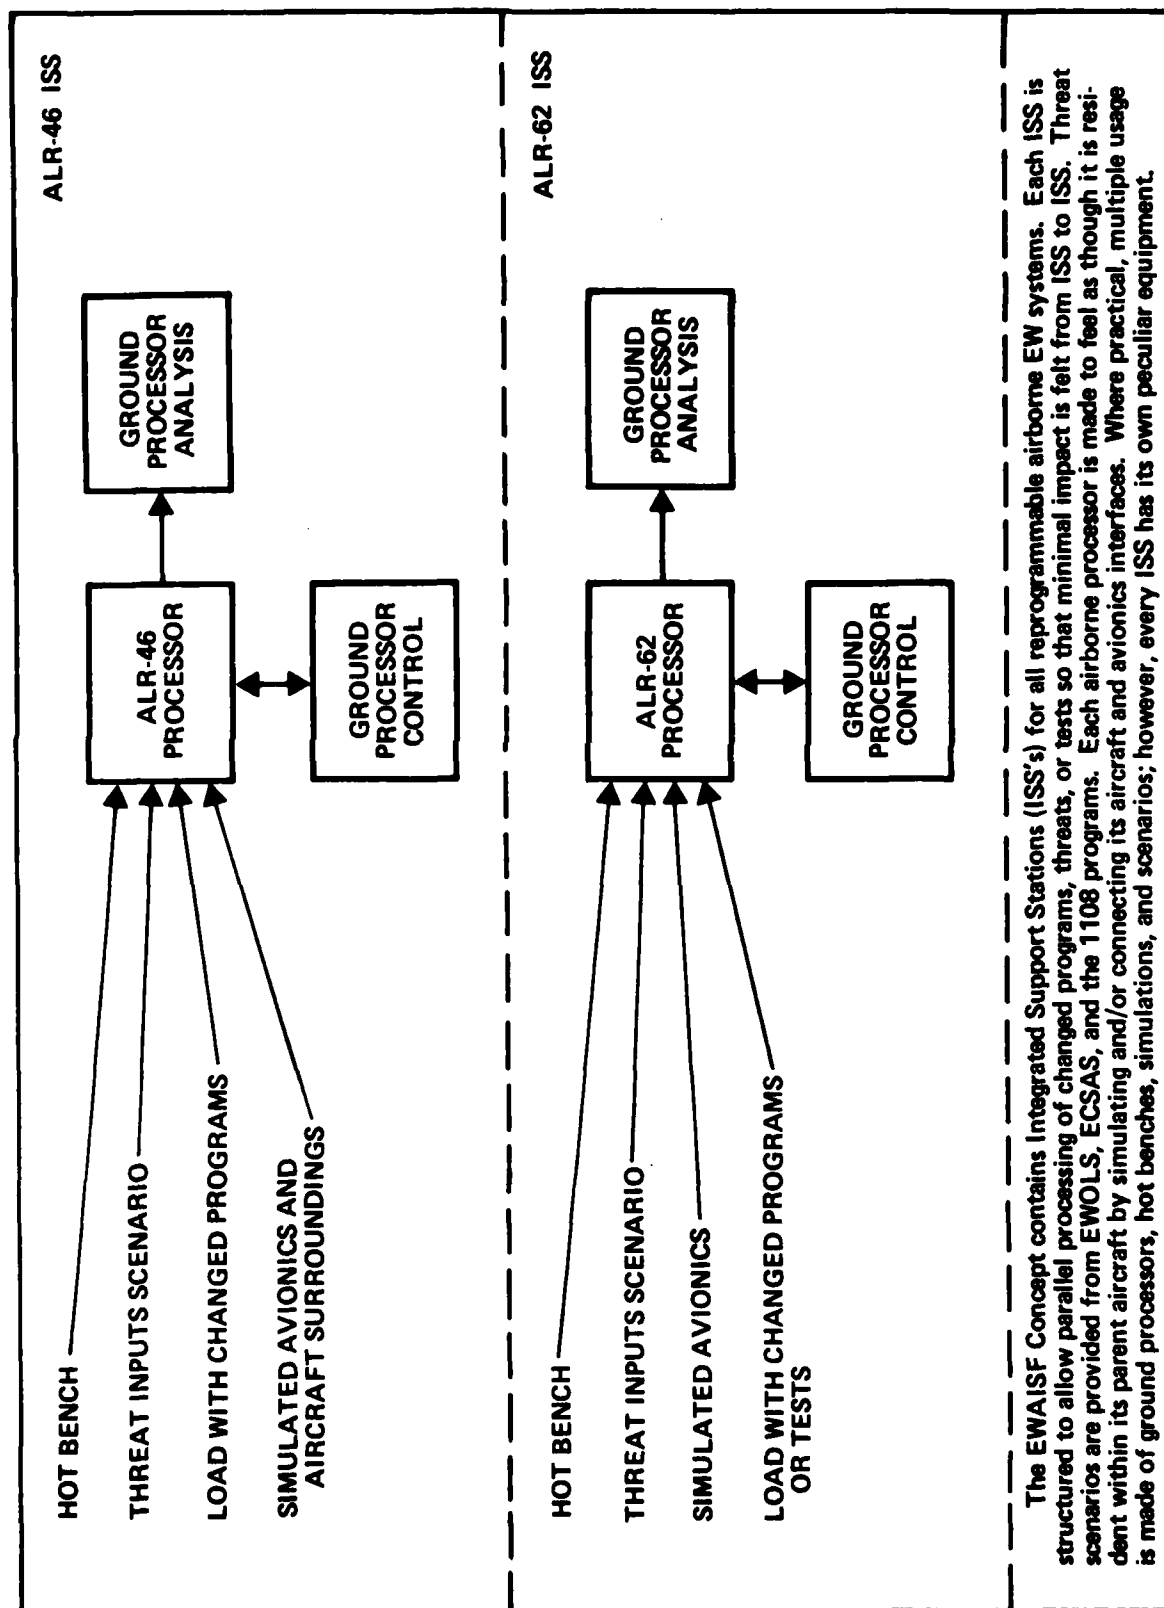 ALR-46 ISS
HOT BENCH
THREAT INPUTS SCENARIO
LOAD WITH CHANGED PROGRAMS
SIMULATED AVIONICS AND
AIRCRAFT SURROUNDINGS
ALR-46
PROCESSOR
GROUND
PROCESSOR
ANALYSIS
GROUND
PROCESSOR
CONTROL
ALR-62 ISS
HOT BENCH
THREAT INPUTS SCENARIO
SIMULATED AVIONICS
LOAD WITH CHANGED PROGRAMS
OR TESTS
ALR-62
PROCESSOR
GROUND
PROCESSOR
ANALYSIS
GROUND
PROCESSOR
CONTROL
The EWAISF Concept contains Integrated Support Stations (ISS's) for all reprogrammable airborne EW systems. Each ISS is
structured to allow parallel processing of changed programs, threats, or tests so that minimal impact is felt from ISS to ISS. Threat
scenarios are provided from EWOLS, ECSAS, and the 1108 programs. Each airborne processor is made to feel as though it is resi-
dent within its parent aircraft by simulating and/or connecting its aircraft and avionics interfaces. Where practical, multiple usage
is made of ground processors, hot benches, simulations, and scenarios; however, every ISS has its own peculiar equipment.